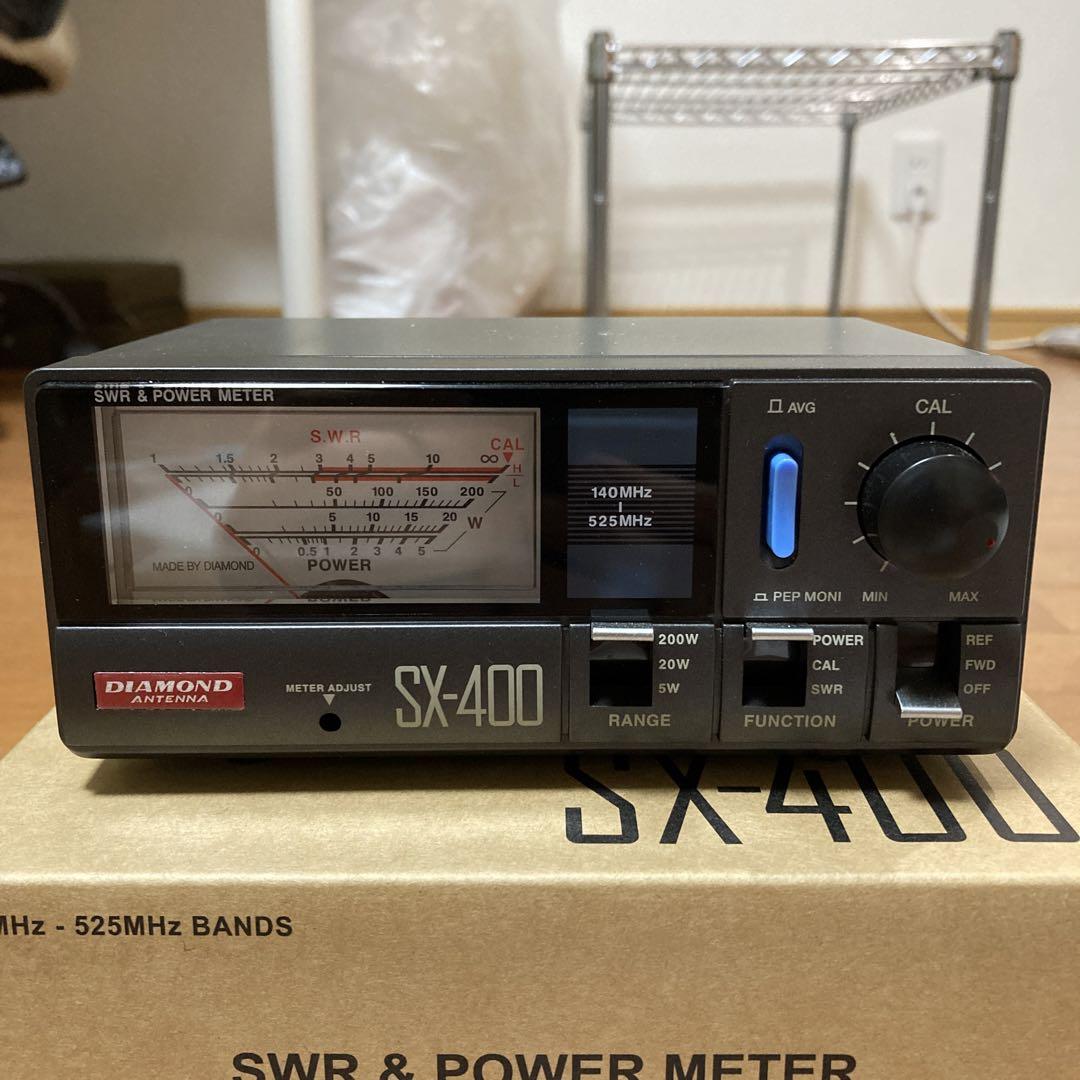 SWR & POWER METER
S.W.R
CAL
1 1.5 2 3 4 5 10 ∞
H
L
0 50 100 150 200
0 5 10 15 20
W
0 0.5 1 2 3 4 5
MADE BY DIAMOND
POWER
140MHz
525MHz
AVG
CAL
PEP MONI
MIN
MAX
DIAMOND
ANTENNA
METER ADJUST
SX-400
200W
20W
5W
RANGE
POWER
CAL
SWR
FUNCTION
REF
FWD
OFF
POWER
SX-400
MHz - 525MHz BANDS
SWR & POWER METER